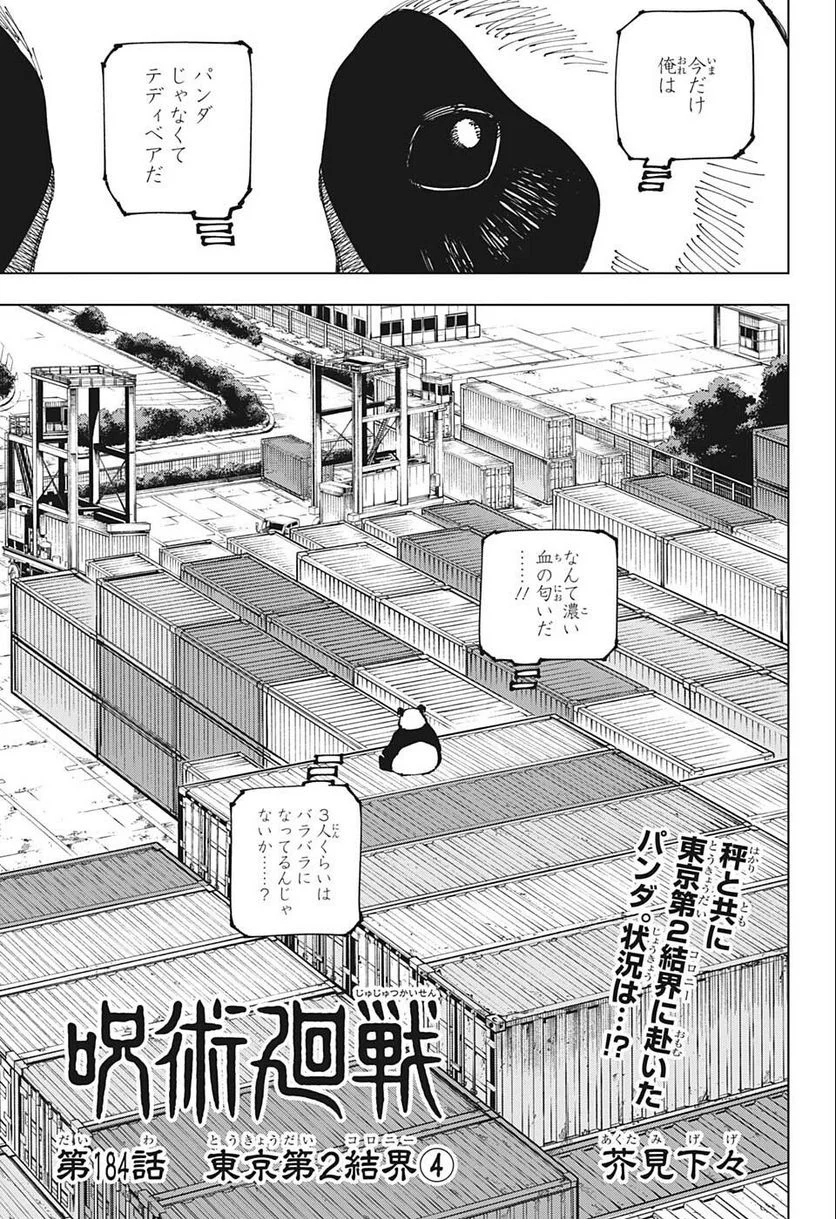 今だけ
俺は
パンダ
じゃなくて
テディベアだ
なんて濃い
血の匂いだ
……!!
3人くらいは
バラバラに
なってるんじゃ
ないか……?
秤と共に
東京第2結界に赴いた
パンダ。状況は…!?
呪術廻戦
第184話 東京第2結界④
芥見下々